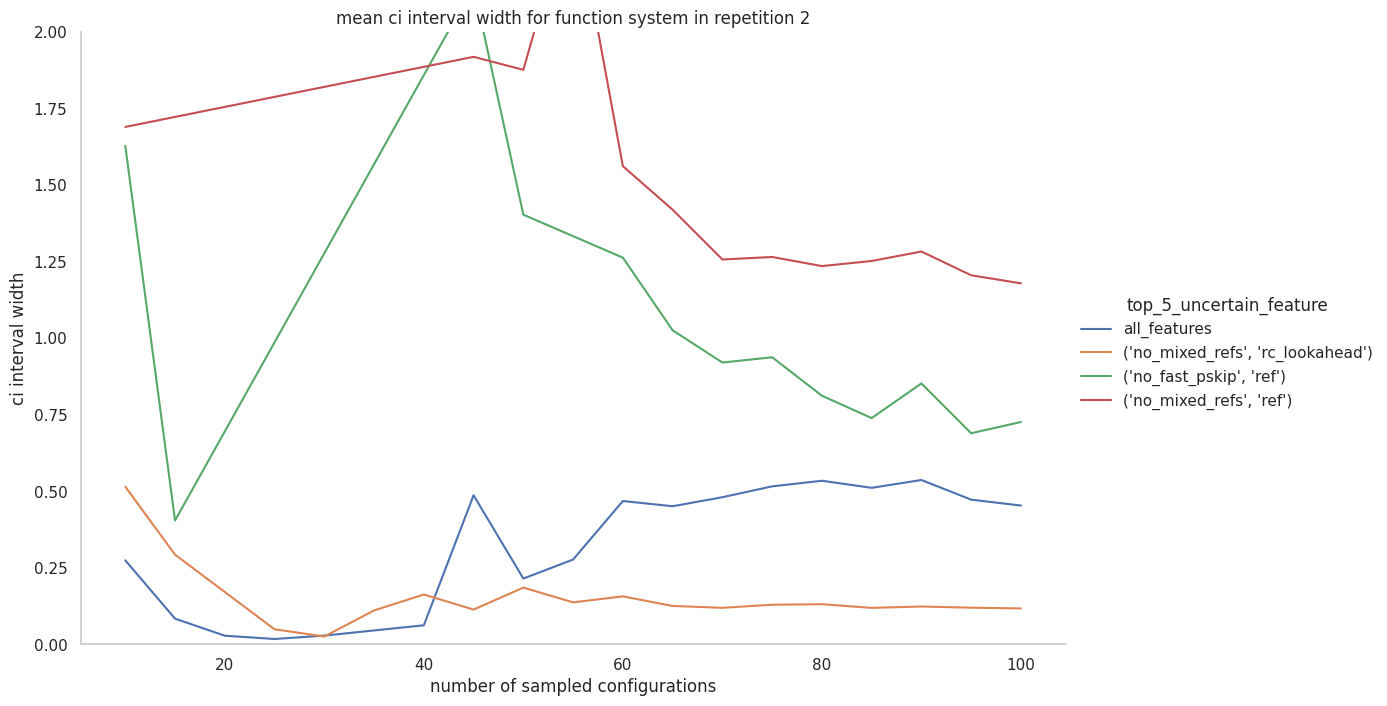 mean ci interval width for function system in repetition 2
2.00
1.75
1.50
1.25
1.00
0.75
0.50
0.25
0.00
ci interval width
20
40
60
80
100
number of sampled configurations
top_5_uncertain_feature
all_features
('no_mixed_refs', 'rc_lookahead')
('no_fast_pskip', 'ref')
('no_mixed_refs', 'ref')